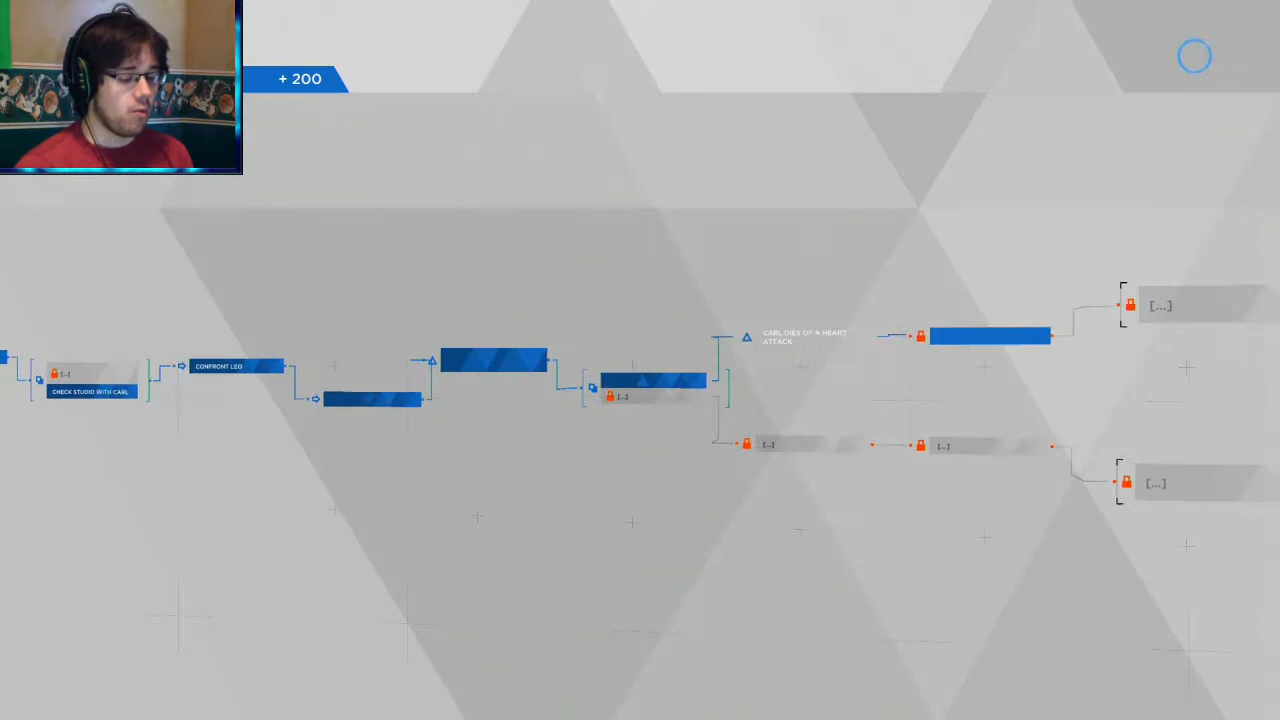 + 200
CARL DIES OF A HEART
ATTACK
[...]
[...]
CONFRONT LEO
CHECK STUDIO WITH CARL
[...]
[...]
[...]
[...]